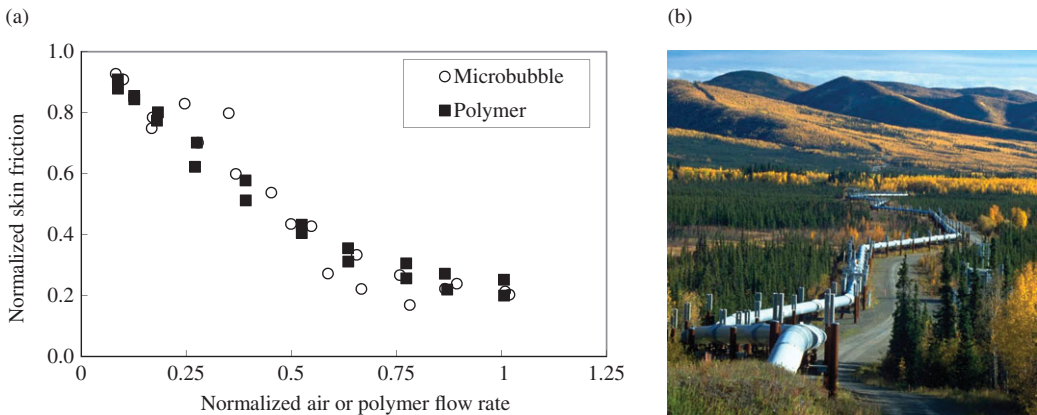 (a)
(b)
1.0
0.8
0.6
0.4
0.2
0.0
Normalized skin friction
Microbubble
Polymer
0
0.25
0.5
0.75
1
1.25
Normalized air or polymer flow rate